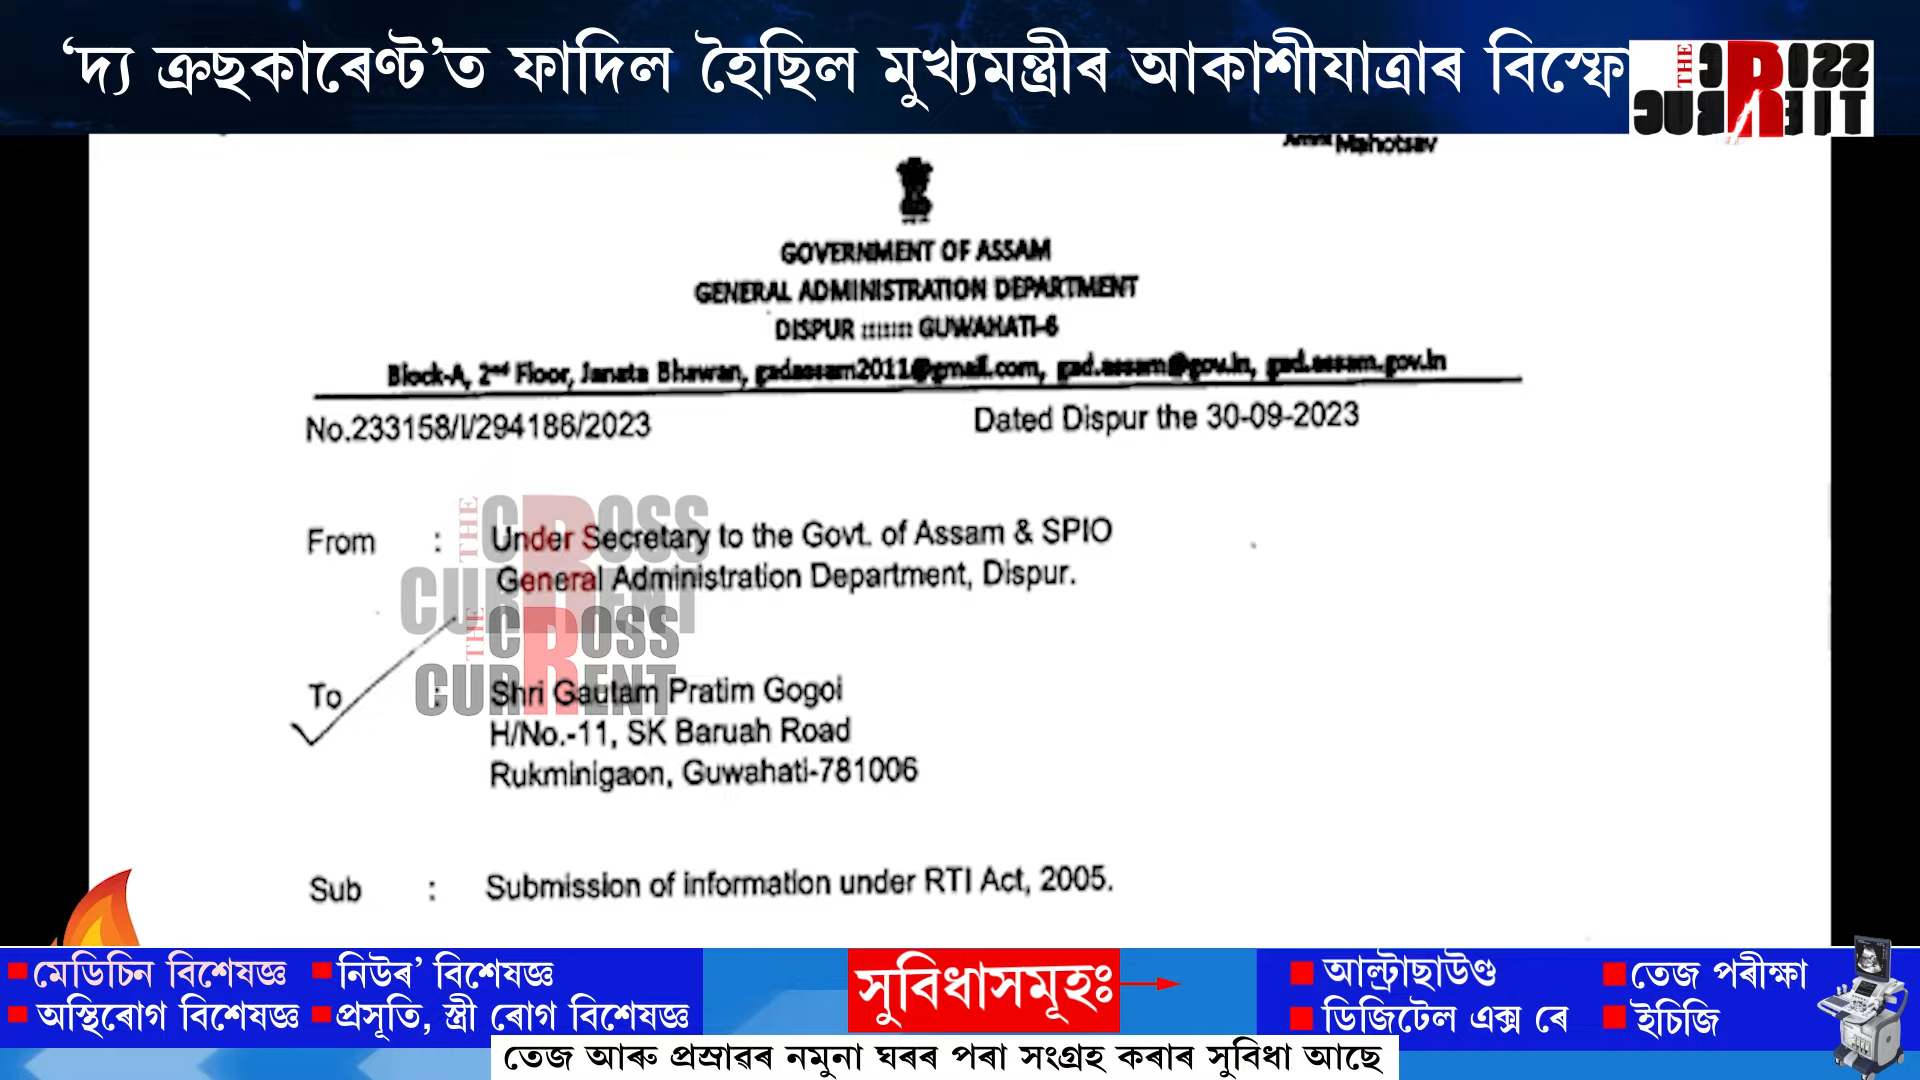 ‘দ্য ক্ৰছকাৰেণ্ট’ত ফাদিল হৈছিল মুখ্যমন্ত্ৰীৰ আকাশীযাত্ৰাৰ বিস্ফো
Amrit Mahotsav
GOVERNMENT OF ASSAM
GENERAL ADMINISTRATION DEPARTMENT
DISPUR ::::::: GUWAHATI-6
Block-A, 2nd Floor, Janata Bhawan, gadassam2011@gmail.com, gad.assam@gov.in, gad.assam.gov.in
No.233158/I/294186/2023 Dated Dispur the 30-09-2023
From : Under Secretary to the Govt. of Assam & SPIO
General Administration Department, Dispur.
THE CROSS
CURRENT
THE CROSS
CURRENT
To : Shri Gautam Pratim Gogoi
H/No.-11, SK Baruah Road
Rukminigaon, Guwahati-781006
Sub : Submission of information under RTI Act, 2005.
মেডিচিন বিশেষজ্ঞ নিউৰ’ বিশেষজ্ঞ
অস্থিৰোগ বিশেষজ্ঞ প্ৰসূতি, স্ত্ৰী ৰোগ বিশেষজ্ঞ
সুবিধাসমূহঃ
আল্ট্ৰাছাউণ্ড তেজ পৰীক্ষা
ডিজিটেল এক্স ৰে ইচিজি
তেজ আৰু প্ৰস্ৰাৱৰ নমুনা ঘৰৰ পৰা সংগ্ৰহ কৰাৰ সুবিধা আছে